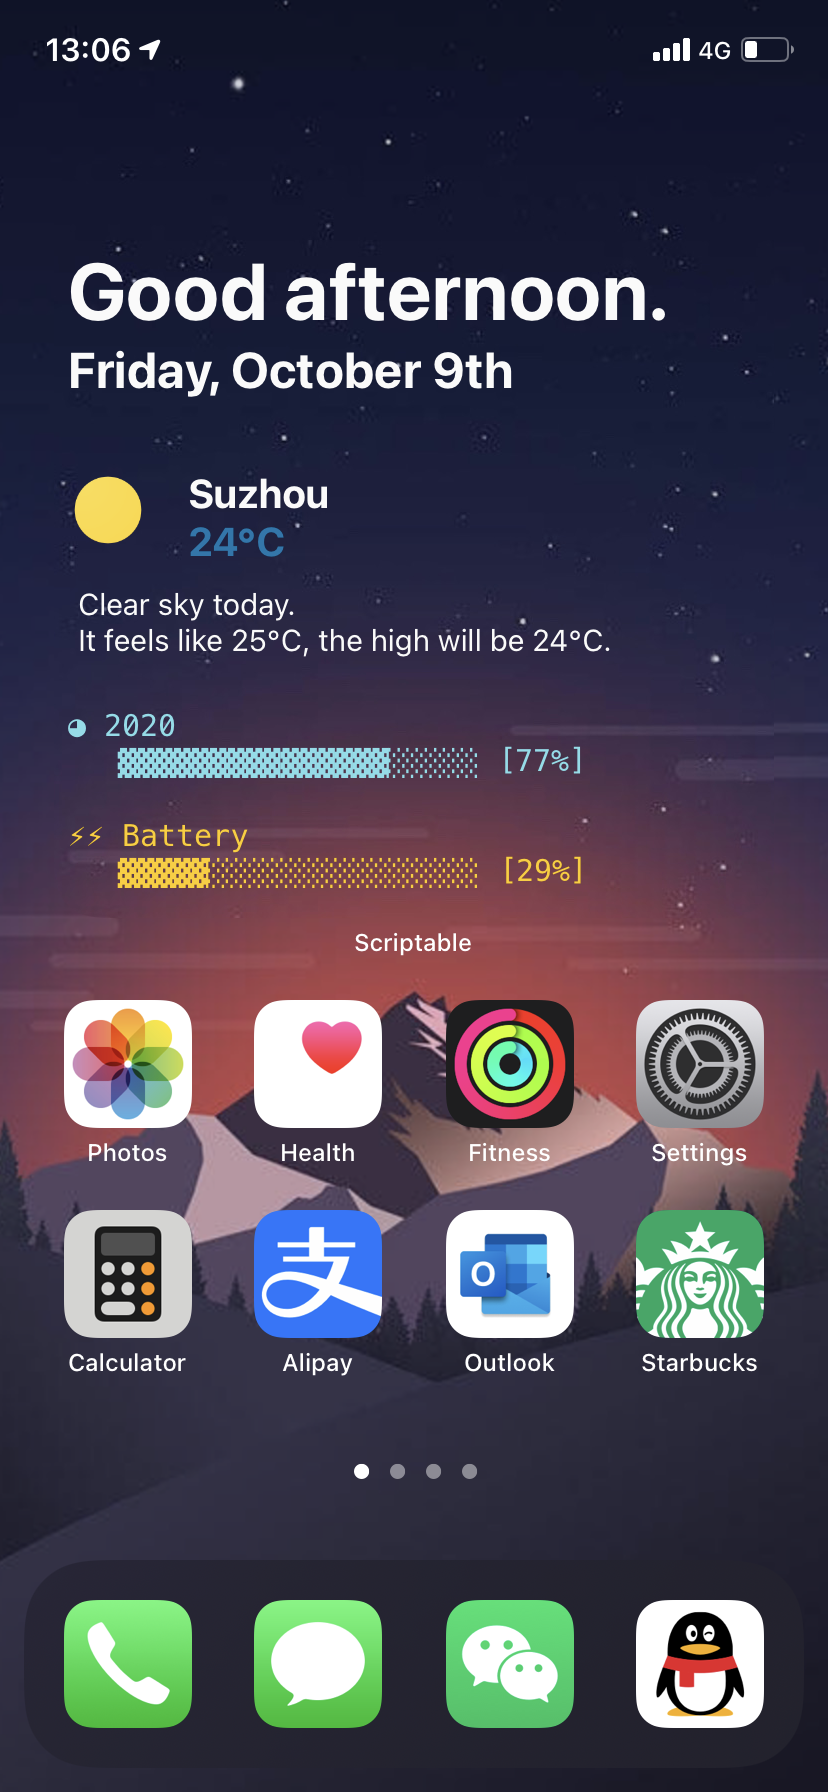 13:06
4G
Good afternoon.
Friday, October 9th
Suzhou
24°C
Clear sky today.
It feels like 25°C, the high will be 24°C.
◕ 2020
▓▓▓▓▓▓▓▓▓▓▓▓▓▓▓░░░░░ [77%]
⚡⚡ Battery
▓▓▓▓▓░░░░░░░░░░░░░░░ [29%]
Scriptable
Photos Health Fitness Settings
支 O
Calculator Alipay Outlook Starbucks